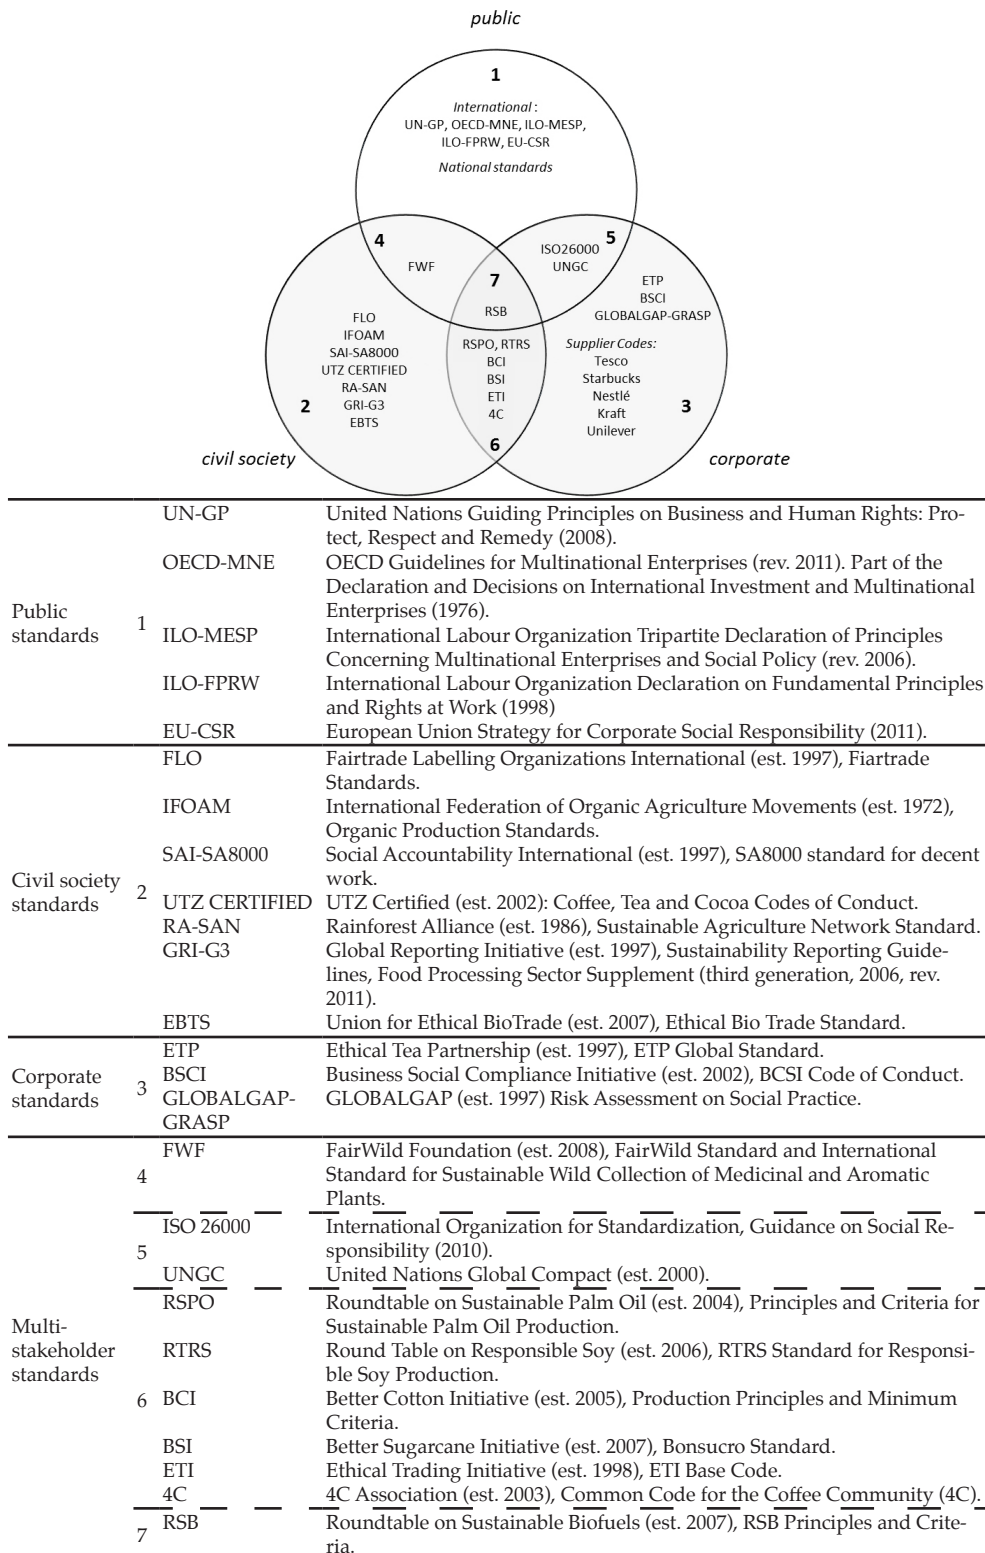 public
1
International :
UN-GP, OECD-MNE, ILO-MESP,
ILO-FPRW, EU-CSR
National standards
4
FWF
5
ISO26000
UNGC
7
RSB
ETP
BSCI
GLOBALGAP-GRASP
FLO
IFOAM
SAI-SA8000
UTZ CERTIFIED
RA-SAN
GRI-G3
EBTS
2
RSPO, RTRS
BCI
BSI
ETI
4C
6
Supplier Codes:
Tesco
Starbucks
Nestlé
Kraft
Unilever
3
civil society
corporate
Public
standards
1
UN-GP United Nations Guiding Principles on Business and Human Rights: Pro-
tect, Respect and Remedy (2008).
OECD-MNE OECD Guidelines for Multinational Enterprises (rev. 2011). Part of the
Declaration and Decisions on International Investment and Multinational
Enterprises (1976).
ILO-MESP International Labour Organization Tripartite Declaration of Principles
Concerning Multinational Enterprises and Social Policy (rev. 2006).
ILO-FPRW International Labour Organization Declaration on Fundamental Principles
and Rights at Work (1998)
EU-CSR European Union Strategy for Corporate Social Responsibility (2011).
Civil society
standards
2
FLO Fairtrade Labelling Organizations International (est. 1997), Fiartrade
Standards.
IFOAM International Federation of Organic Agriculture Movements (est. 1972),
Organic Production Standards.
SAI-SA8000 Social Accountability International (est. 1997), SA8000 standard for decent
work.
UTZ CERTIFIED UTZ Certified (est. 2002): Coffee, Tea and Cocoa Codes of Conduct.
RA-SAN Rainforest Alliance (est. 1986), Sustainable Agriculture Network Standard.
GRI-G3 Global Reporting Initiative (est. 1997), Sustainability Reporting Guide-
lines, Food Processing Sector Supplement (third generation, 2006, rev.
2011).
EBTS Union for Ethical BioTrade (est. 2007), Ethical Bio Trade Standard.
Corporate
standards
3
ETP Ethical Tea Partnership (est. 1997), ETP Global Standard.
BSCI Business Social Compliance Initiative (est. 2002), BCSI Code of Conduct.
GLOBALGAP- GLOBALGAP (est. 1997) Risk Assessment on Social Practice.
GRASP
Multi-
stakeholder
standards
4
FWF FairWild Foundation (est. 2008), FairWild Standard and International
Standard for Sustainable Wild Collection of Medicinal and Aromatic
Plants.
5
ISO 26000 International Organization for Standardization, Guidance on Social Re-
sponsibility (2010).
UNGC United Nations Global Compact (est. 2000).
6
RSPO Roundtable on Sustainable Palm Oil (est. 2004), Principles and Criteria for
Sustainable Palm Oil Production.
RTRS Round Table on Responsible Soy (est. 2006), RTRS Standard for Responsi-
ble Soy Production.
BCI Better Cotton Initiative (est. 2005), Production Principles and Minimum
Criteria.
BSI Better Sugarcane Initiative (est. 2007), Bonsucro Standard.
ETI Ethical Trading Initiative (est. 1998), ETI Base Code.
4C 4C Association (est. 2003), Common Code for the Coffee Community (4C).
7
RSB Roundtable on Sustainable Biofuels (est. 2007), RSB Principles and Crite-
ria.